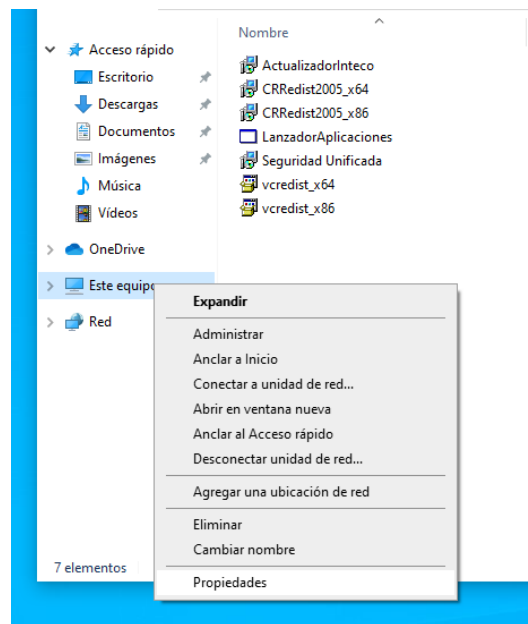 Acceso rápido
Escritorio
Descargas
Documentos
Imágenes
Música
Vídeos
OneDrive
Este equipo
Red
7 elementos
Nombre
ActualizadorInteco
CRRedist2005_x64
CRRedist2005_x86
LanzadorAplicaciones
Seguridad Unificada
vcredist_x64
vcredist_x86
Expandir
Administrar
Anclar a Inicio
Conectar a unidad de red...
Abrir en ventana nueva
Anclar al Acceso rápido
Desconectar unidad de red...
Agregar una ubicación de red
Eliminar
Cambiar nombre
Propiedades